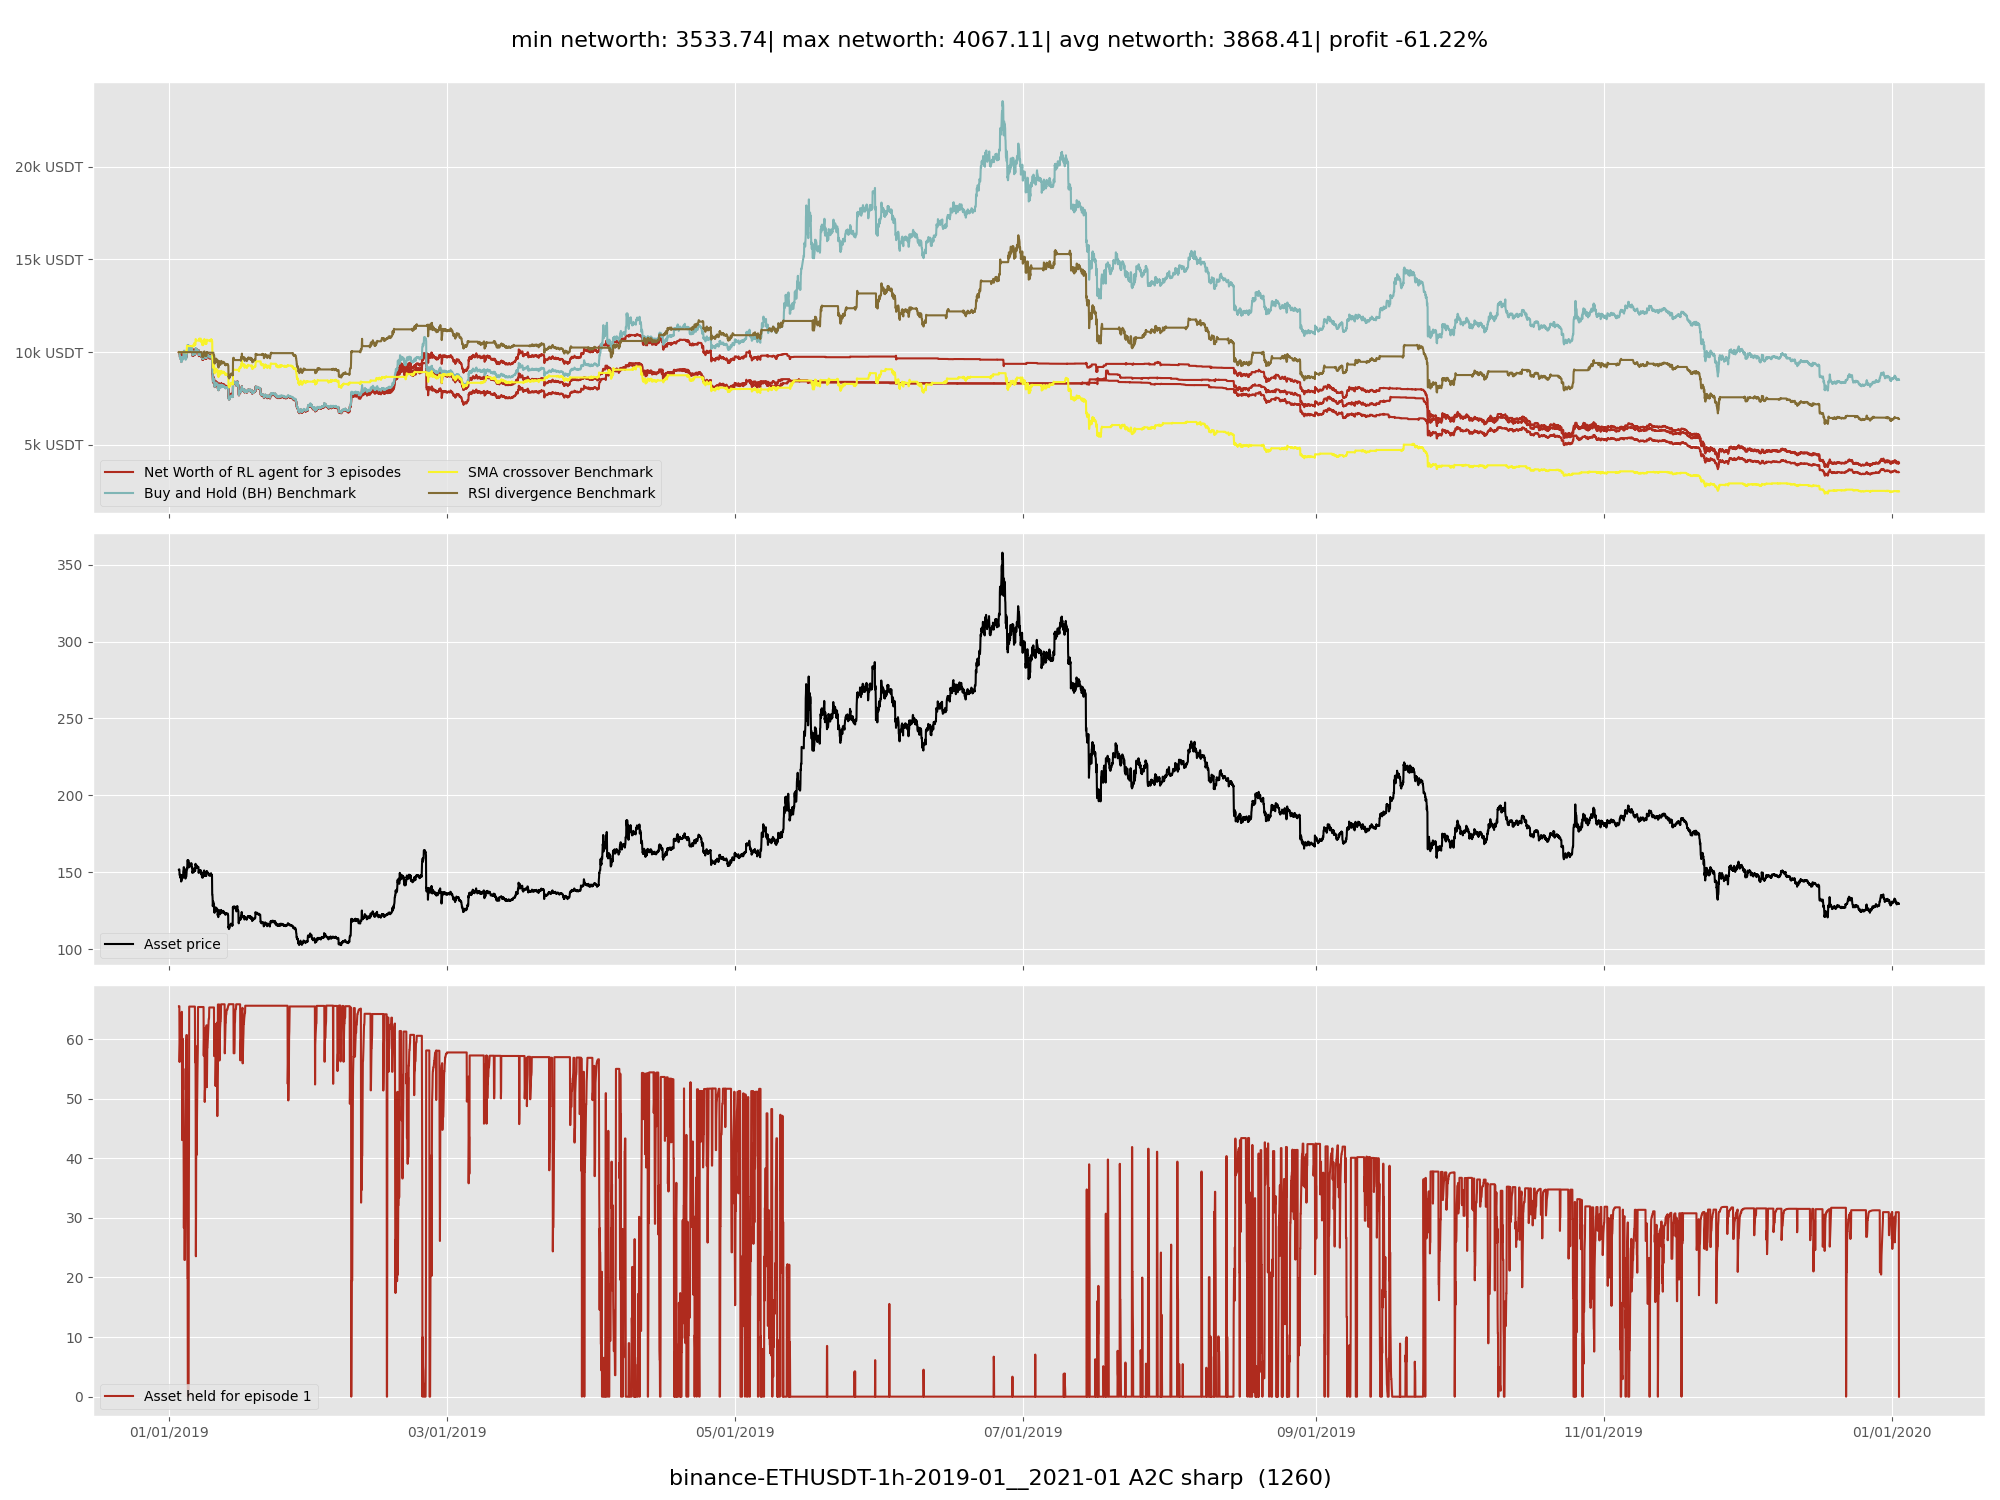 min networth: 3533.74| max networth: 4067.11| avg networth: 3868.41| profit -61.22%
20k USDT
15k USDT
10k USDT
5k USDT
Net Worth of RL agent for 3 episodes
Buy and Hold (BH) Benchmark
SMA crossover Benchmark
RSI divergence Benchmark
350
300
250
200
150
100
Asset price
60
50
40
30
20
10
0
Asset held for episode 1
01/01/2019
03/01/2019
05/01/2019
07/01/2019
09/01/2019
11/01/2019
01/01/2020
binance-ETHUSDT-1h-2019-01__2021-01 A2C sharp  (1260)